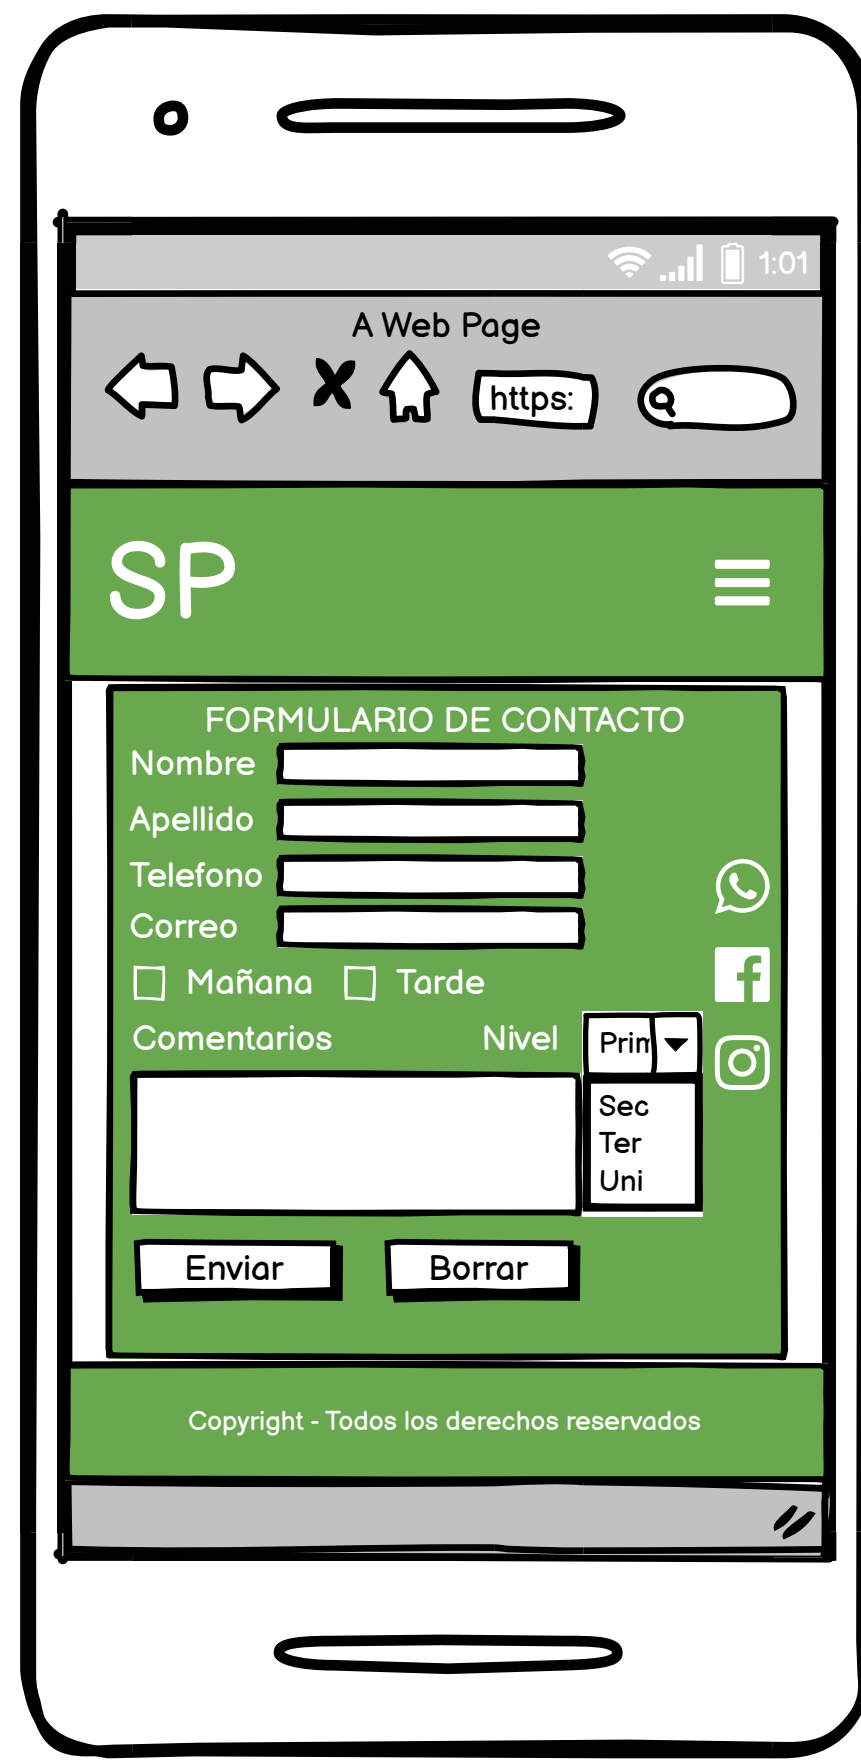 1:01
A Web Page
https:
SP
FORMULARIO DE CONTACTO
Nombre
Apellido
Telefono
Correo
Mañana Tarde
Comentarios Nivel Prim
Sec
Ter
Uni
Enviar Borrar
Copyright - Todos los derechos reservados